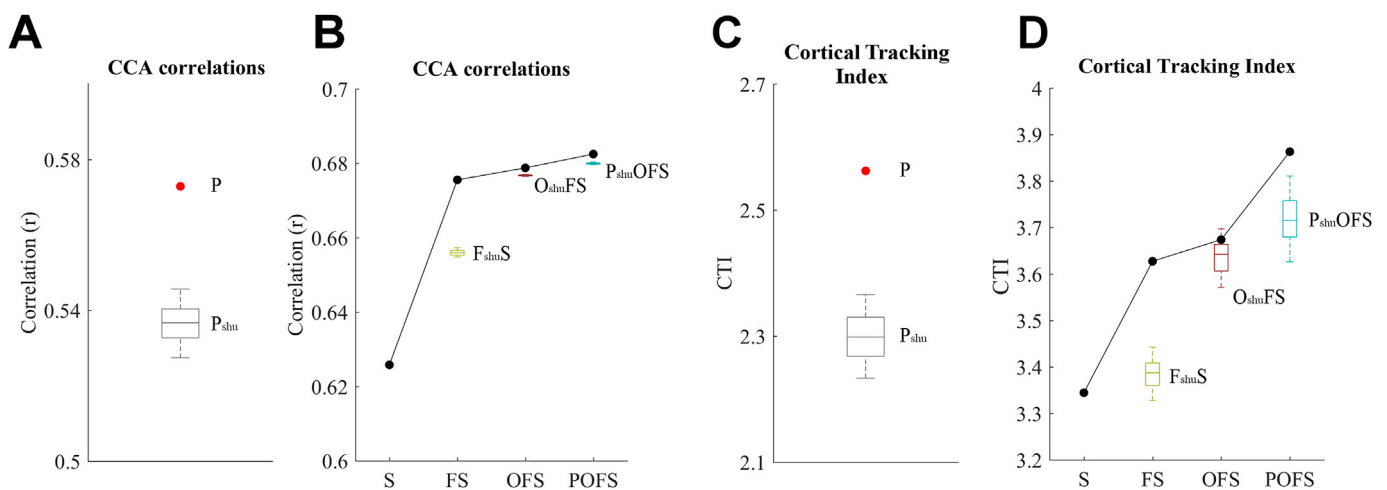 A
CCA correlations
Correlation (r)
0.58
0.54
0.5
P
Pshu
B
CCA correlations
Correlation (r)
0.7
0.68
0.66
0.64
0.62
0.6
FshuS
OshuFS
PshuOFS
S FS OFS POFS
C
Cortical Tracking
Index
CTI
2.7
2.5
2.3
2.1
P
Pshu
D
Cortical Tracking Index
CTI
4
3.9
3.8
3.7
3.6
3.5
3.4
3.3
3.2
FshuS
OshuFS
PshuOFS
S FS OFS POFS